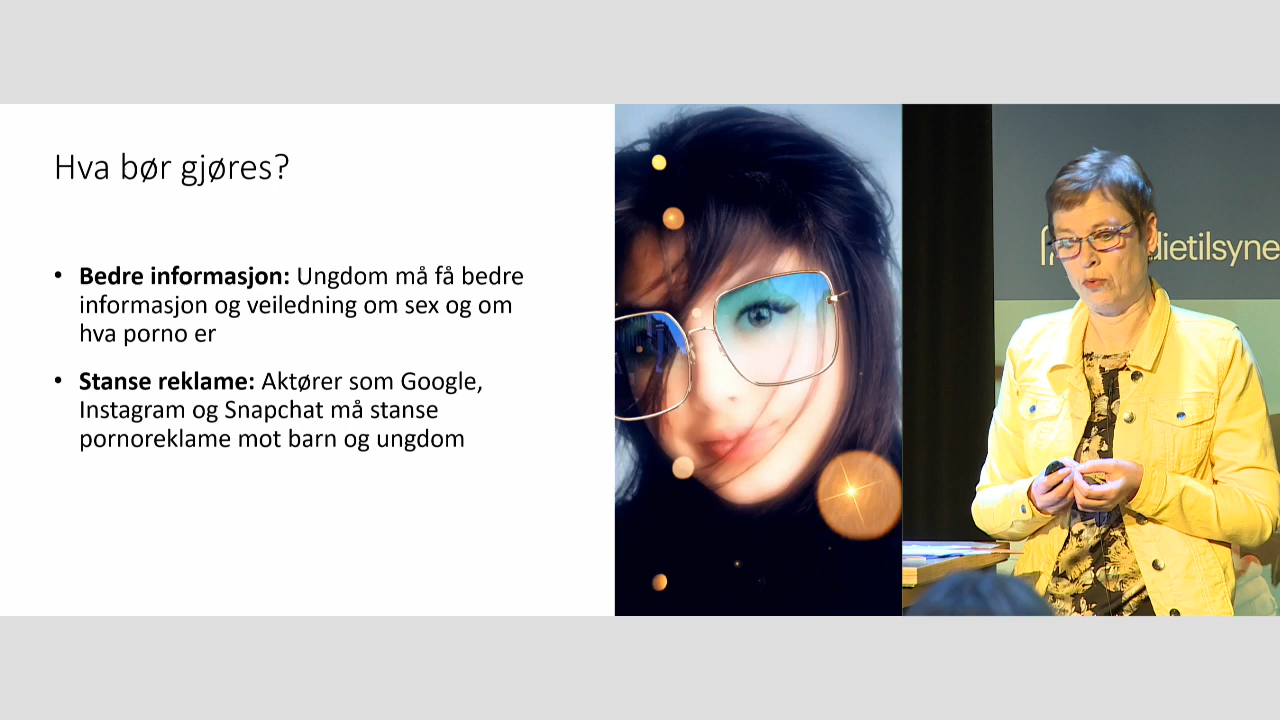 Hva bør gjøres?
• Bedre informasjon: Ungdom må få bedre
informasjon og veiledning om sex og om
hva porno er
• Stanse reklame: Aktører som Google,
Instagram og Snapchat må stanse
pornoreklame mot barn og ungdom
dietilsyne